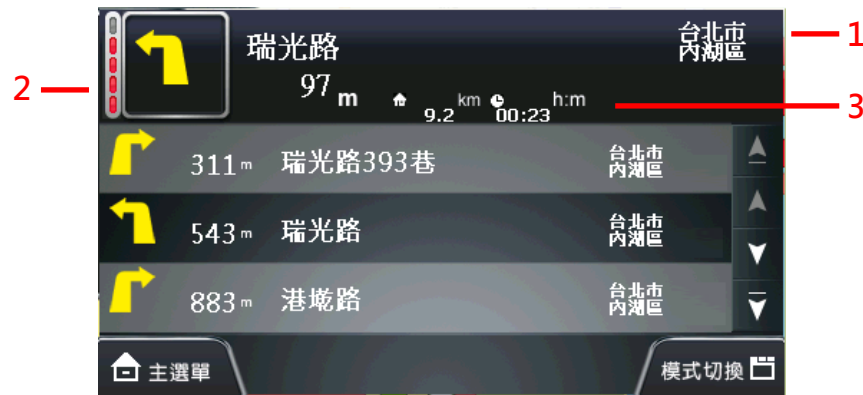 瑞光路
台北市
內湖區
1
2
97 m
9.2 km 00:23 h:m
3
311 m 瑞光路393巷 台北市
內湖區
543 m 瑞光路 台北市
內湖區
883 m 港墘路 台北市
內湖區
主選單
模式切換